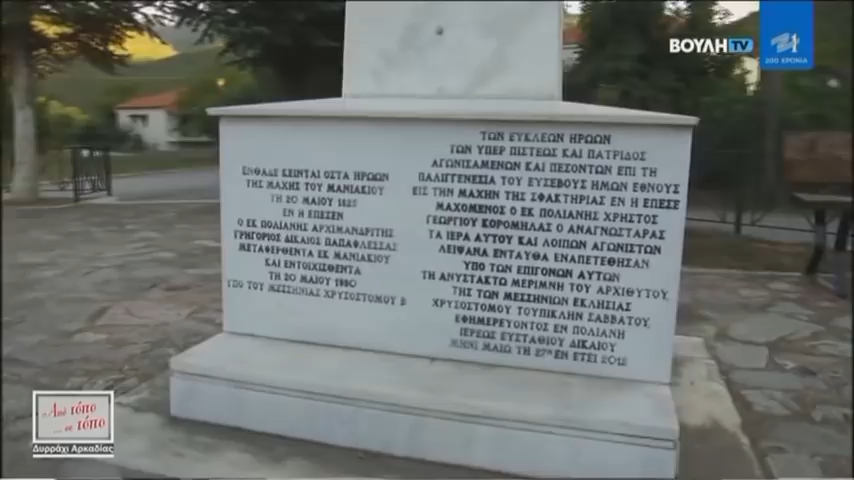 ΒΟΥΛΗ TV
200 ΧΡΟΝΙΑ
ΕΝΘΑΔΕ ΚΕΙΝΤΑΙ ΟΣΤΑ ΗΡΩΩΝ
ΤΗΣ ΜΑΧΗΣ ΤΟΥ ΜΑΝΙΑΚΙΟΥ
ΤΗ 20 ΜΑΙΟΥ 1825
ΕΝ Η ΕΠΕΣΕΝ
Ο ΕΚ ΠΟΛΙΑΝΗΣ ΑΡΧΙΜΑΝΔΡΙΤΗΣ
ΓΡΗΓΟΡΙΟΣ ΔΙΚΑΙΟΣ ΠΑΠΑΦΛΕΣΣΑΣ
ΜΕΤΑΦΕΡΘΕΝΤΑ ΕΚ ΜΑΝΙΑΚΙΟΥ
ΚΑΙ ΕΝΤΟΙΧΙΣΘΕΝΤΑ
ΤΗ 20 ΜΑΙΟΥ 1980
ΥΠΟ ΤΟΥ ΜΕΣΣΗΝΙΑΣ ΧΡΥΣΟΣΤΟΜΟΥ Β
ΤΩΝ ΕΥΚΛΕΩΝ ΗΡΩΩΝ
ΤΩΝ ΥΠΕΡ ΠΙΣΤΕΩΣ ΚΑΙ ΠΑΤΡΙΔΟΣ
ΑΓΩΝΙΣΑΜΕΝΩΝ ΚΑΙ ΠΕΣΟΝΤΩΝ ΕΠΙ ΤΗ
ΠΑΛΙΓΓΕΝΕΣΙΑ ΤΟΥ ΕΥΣΕΒΟΥΣ ΗΜΩΝ ΕΘΝΟΥΣ
ΕΙΣ ΤΗΝ ΜΑΧΗΝ ΤΗΣ ΣΦΑΚΤΗΡΙΑΣ ΕΝ Η ΕΠΕΣΕ
ΜΑΧΟΜΕΝΟΣ Ο ΕΚ ΠΟΛΙΑΝΗΣ ΧΡΗΣΤΟΣ
ΓΕΩΡΓΙΟΥ ΚΟΡΟΜΗΛΑΣ Ο ΑΝΑΓΝΩΣΤΑΡΑΣ
ΤΑ ΙΕΡΑ ΑΥΤΟΥ ΚΑΙ ΛΟΙΠΩΝ ΑΓΩΝΙΣΤΩΝ
ΛΕΙΨΑΝΑ ΕΝΤΑΥΘΑ ΕΝΑΠΕΤΕΘΗΣΑΝ
ΥΠΟ ΤΩΝ ΕΠΙΓΟΝΩΝ ΑΥΤΩΝ
ΤΗ ΑΝΥΣΤΑΚΤΩ ΜΕΡΙΜΝΗ ΤΟΥ ΑΡΧΙΘΥΤΟΥ
ΤΗΣ ΤΩΝ ΜΕΣΣΗΝΙΩΝ ΕΚΛΗΣΙΑΣ
ΧΡΥΣΟΣΤΟΜΟΥ ΤΟΥΠΙΚΛΗΝ ΣΑΒΒΑΤΟΥ,
ΕΦΗΜΕΡΕΥΟΝΤΟΣ ΕΝ ΠΟΛΙΑΝΗ
ΙΕΡΕΩΣ ΕΥΣΤΑΘΙΟΥ ΔΙΚΑΙΟΥ
ΜΗΝΙ ΜΑΙΩ ΤΗ 27Η ΕΝ ΕΤΕΙ 2012
Από τόπο
... σε τόπο
Δυρράχι Αρκαδίας